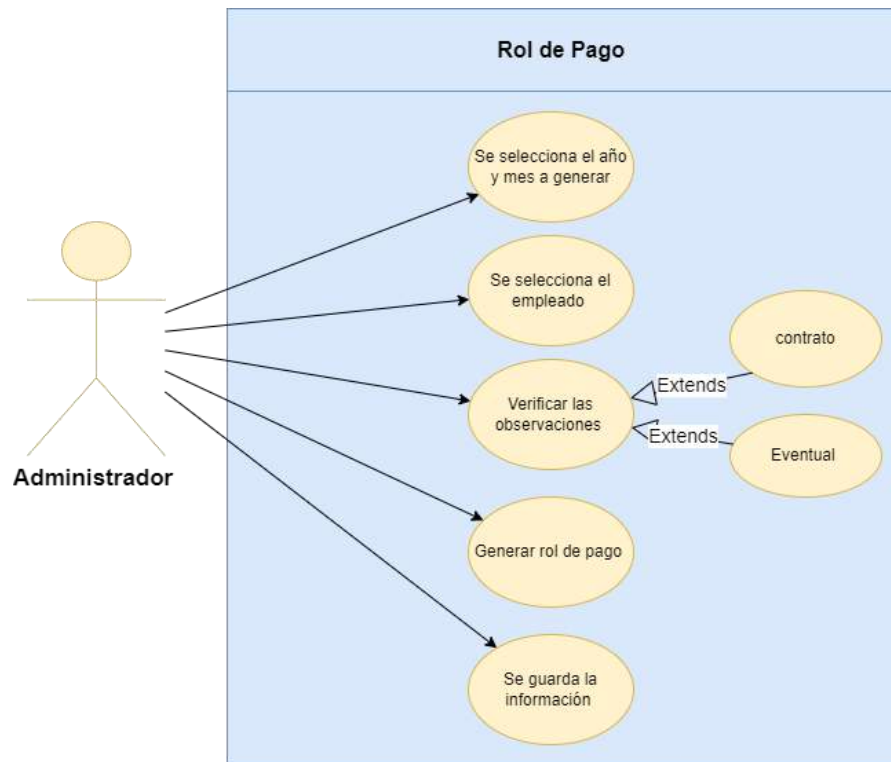 Rol de Pago
Se selecciona el año
y mes a generar
Se selecciona el
empleado
contrato
Extends
Verificar las
observaciones
Extends
Eventual
Administrador
Generar rol de pago
Se guarda la
información